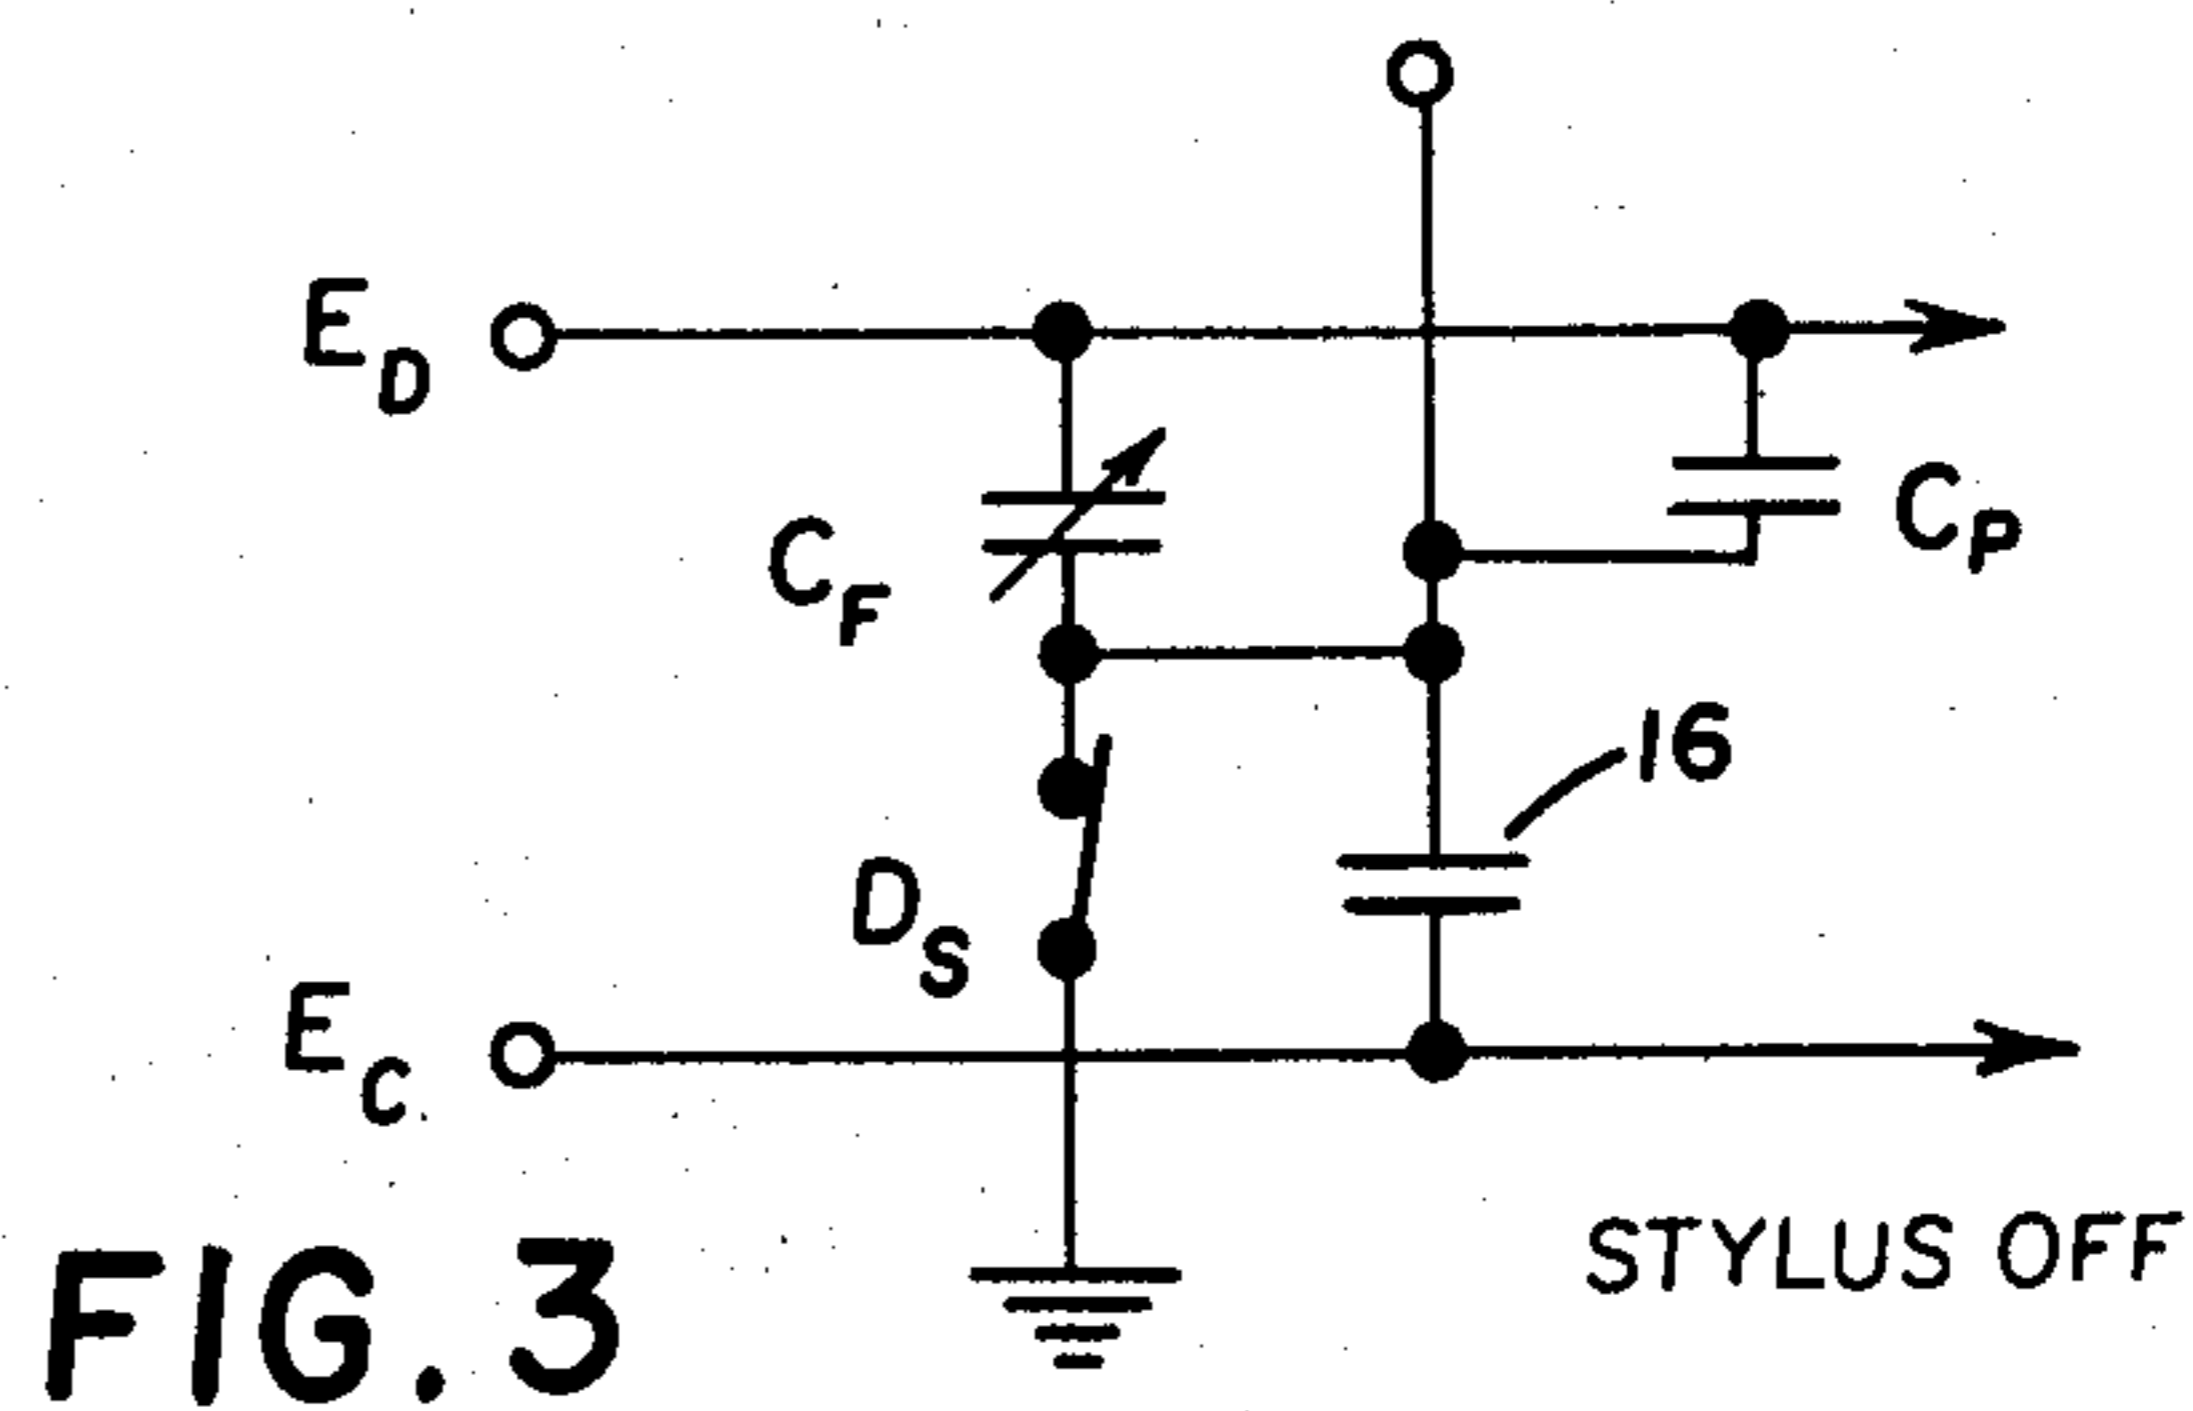 E_D
C_F
C_P
16
D_S
E_C
STYLUS OFF
FIG. 3